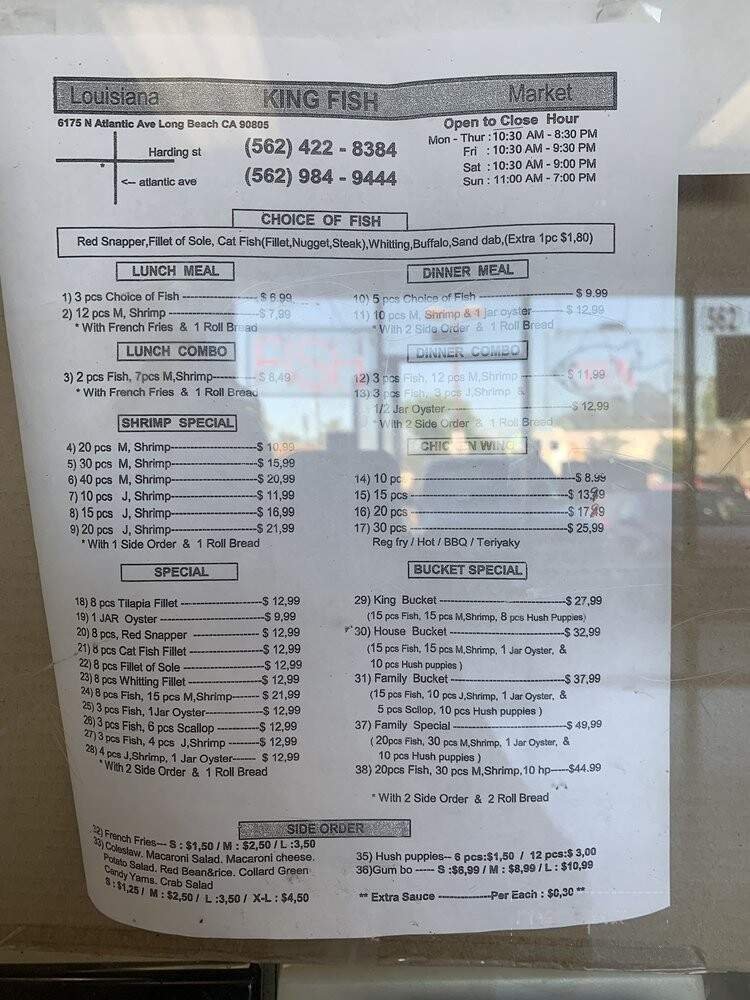 Louisiana KING FISH Market
6175 N Atlantic Ave Long Beach CA 90805
Harding st
*
<-- atlantic ave
(562) 422 - 8384
(562) 984 - 9444
Open to Close Hour
Mon - Thur : 10:30 AM - 8:30 PM
Fri : 10:30 AM - 9:30 PM
Sat : 10:30 AM - 9:00 PM
Sun : 11:00 AM - 7:00 PM
CHOICE OF FISH
Red Snapper,Fillet of Sole, Cat Fish(Fillet,Nugget,Steak),Whitting,Buffalo,Sand dab,(Extra 1pc $1,80)
LUNCH MEAL
1) 3 pcs Choice of Fish ---------------- $ 6.99
2) 12 pcs M, Shrimp -------------------$ 7,99
* With French Fries & 1 Roll Bread
LUNCH COMBO
3) 2 pcs Fish, 7pcs M,Shrimp---------$ 8,49
* With French Fries & 1 Roll Bread
SHRIMP SPECIAL
4) 20 pcs M, Shrimp-------------------$ 10,99
5) 30 pcs M, Shrimp-------------------$ 15,99
6) 40 pcs M, Shrimp-------------------$ 20,99
7) 10 pcs J, Shrimp-------------------$ 11,99
8) 15 pcs J, Shrimp-------------------$ 16,99
9) 20 pcs J, Shrimp-------------------$ 21,99
* With 1 Side Order & 1 Roll Bread
DINNER MEAL
10) 5 pcs Choice of Fish --------------------- $ 9.99
11) 10 pcs M, Shrimp & 1 jar oyster--------- $ 12,99
* With 2 Side Order & 1 Roll Bread
DINNER COMBO
12) 3 pcs Fish, 12 pcs M,Shrimp ----------$ 11,99
13) 3 pcs Fish, 3 pcs J,Shrimp &
1/2 Jar Oyster--------------------------$ 12,99
* With 2 Side Order & 1 Roll Bread
CHICKEN WING
14) 10 pc----------------------------------$ 8.99
15) 15 pcs---------------------------------$ 13,99
16) 20 pcs---------------------------------$ 17,99
17) 30 pcs---------------------------------$ 25,99
Reg fry / Hot / BBQ / Teriyaky
SPECIAL
18) 8 pcs Tilapia Fillet -----------------$ 12,99
19) 1 JAR Oyster----------------------$ 9,99
20) 8 pcs, Red Snapper --------------$ 12,99
21) 8 pcs Cat Fish Fillet---------------$ 12,99
22) 8 pcs Fillet of Sole ----------------$ 12,99
23) 8 pcs Whitting Fillet---------------$ 12,99
24) 8 pcs Fish, 15 pcs M,Shrimp------ $ 21,99
25) 3 pcs Fish, 1Jar Oyster------------$ 12,99
26) 3 pcs Fish, 6 pcs Scallop ---------$ 12,99
27) 3 pcs Fish, 4 pcs J,Shrimp --------$ 12,99
28) 4 pcs J,Shrimp, 1 Jar Oyster------ $ 12,99
* With 2 Side Order & 1 Roll Bread
BUCKET SPECIAL
29) King Bucket --------------------------$ 27,99
(15 pcs Fish, 15 pcs M,Shrimp, 8 pcs Hush Puppies)
30) House Bucket -------------------------$ 32,99
(15 pcs Fish, 15 pcs M,Shrimp, 1 Jar Oyster, &
10 pcs Hush puppies )
31) Family Bucket-------------------------$ 37,99
(15 pcs Fish, 10 pcs J,Shrimp, 1 Jar Oyster, &
5 pcs Scllop, 10 pcs Hush puppies )
37) Family Special -----------------------$ 49,99
( 20pcs Fish, 30 pcs M,Shrimp, 1 Jar Oyster, &
10 pcs Hush puppies )
38) 20pcs Fish, 30 pcs M,Shrimp,10 hp-----$44.99
* With 2 Side Order & 2 Roll Bread
SIDE ORDER
32) French Fries--- S : $1,50 / M : $2,50 / L :3,50
33) Coleslaw. Macaroni Salad. Macaroni cheese.
Potato Salad. Red Bean&rice. Collard Green
Candy Yams. Crab Salad
S : $1,25 / M : $2,50 / L :3,50 / X-L : $4,50
35) Hush puppies-- 6 pcs:$1,50 / 12 pcs:$ 3,00
36)Gum bo ----- S :$6,99 / M : $8,99 / L : $10,99
** Extra Sauce --------------Per Each : $0,30 **